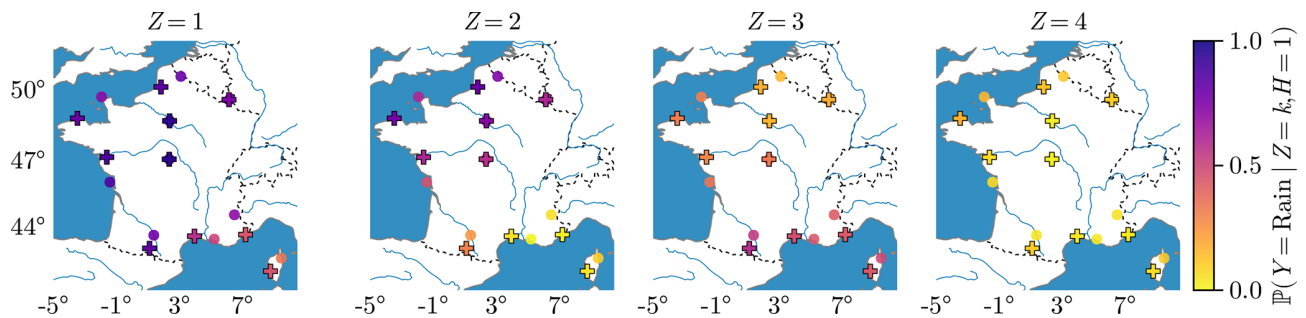 Z = 1
Z = 2
Z = 3
Z = 4
50°
47°
44°
-5° -1° 3° 7°
-5° -1° 3° 7°
-5° -1° 3° 7°
-5° -1° 3° 7°
1.0
0.5
0.0
ℙ(Y = Rain | Z = k, H = 1)